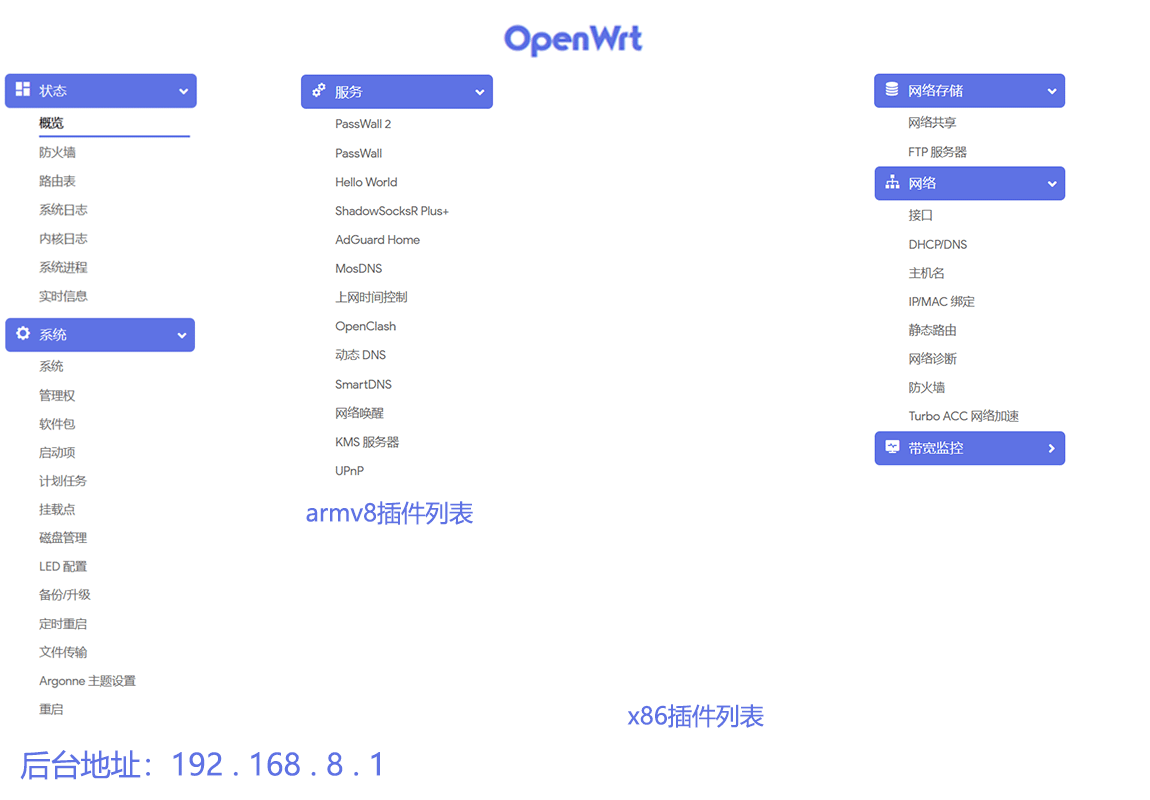 OpenWrt
状态
概览
防火墙
路由表
系统日志
内核日志
系统进程
实时信息
系统
系统
管理权
软件包
启动项
计划任务
挂载点
磁盘管理
LED 配置
备份/升级
定时重启
文件传输
Argonne 主题设置
重启
服务
PassWall 2
PassWall
Hello World
ShadowSocksR Plus+
AdGuard Home
MosDNS
上网时间控制
OpenClash
动态 DNS
SmartDNS
网络唤醒
KMS 服务器
UPnP
armv8插件列表
x86插件列表
网络存储
网络共享
FTP 服务器
网络
接口
DHCP/DNS
主机名
IP/MAC 绑定
静态路由
网络诊断
防火墙
Turbo ACC 网络加速
带宽监控
后台地址：192 . 168 . 8 . 1